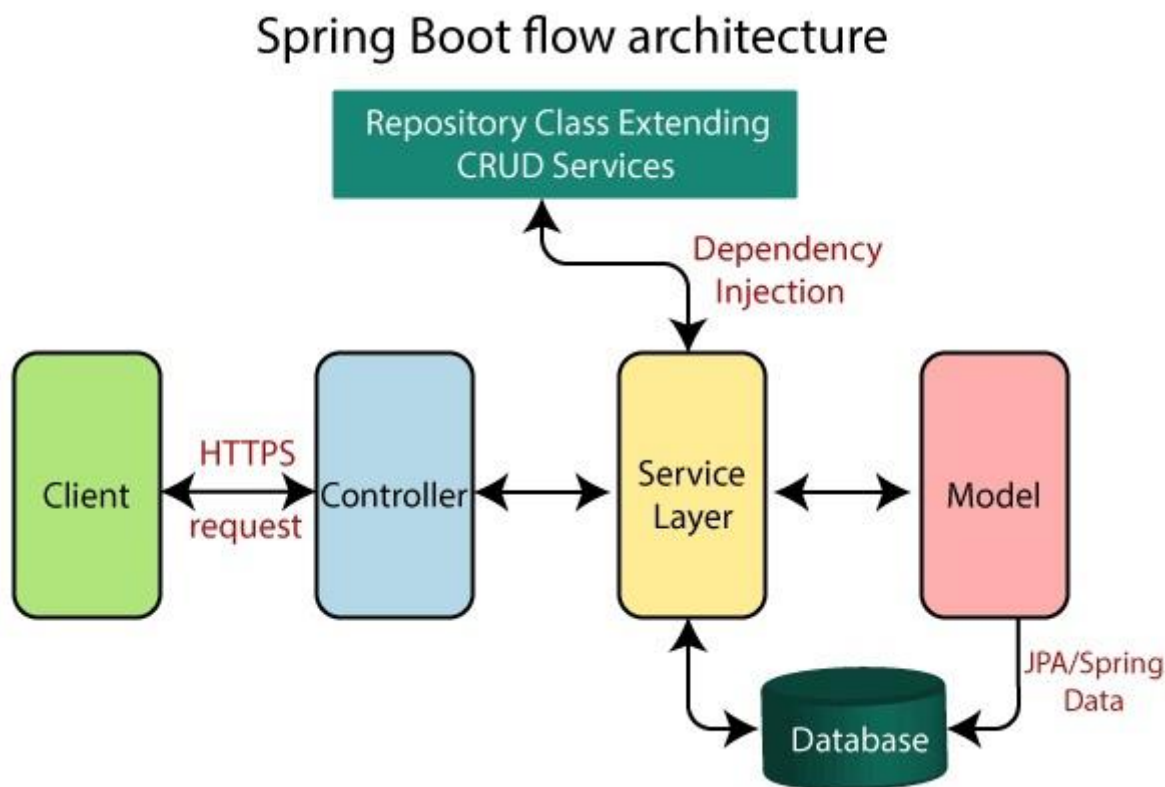 Spring Boot flow architecture
Repository Class Extending
CRUD Services
Dependency
Injection
Client
HTTPS
request
Controller
Service
Layer
Model
JPA/Spring
Data
Database